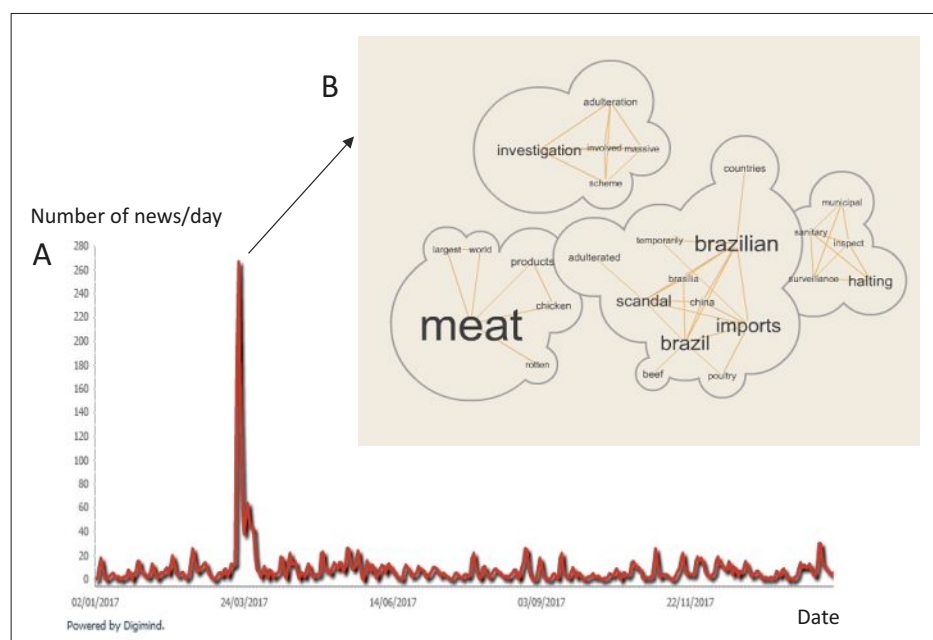 B
adulteration
investigation involved massive
scheme
countries
municipal
sanitary
inspect
surveillance halting
temporarily brazilian
adulterated
brasilia
scandal china
imports
brazil
beef poultry
largest world
products
chicken
meat
rotten
Number of news/day
A
280
260
240
220
200
180
160
140
120
100
80
60
40
20
0
02/01/2017 24/03/2017 14/06/2017 03/09/2017 22/11/2017
Date
Powered by Digimind.